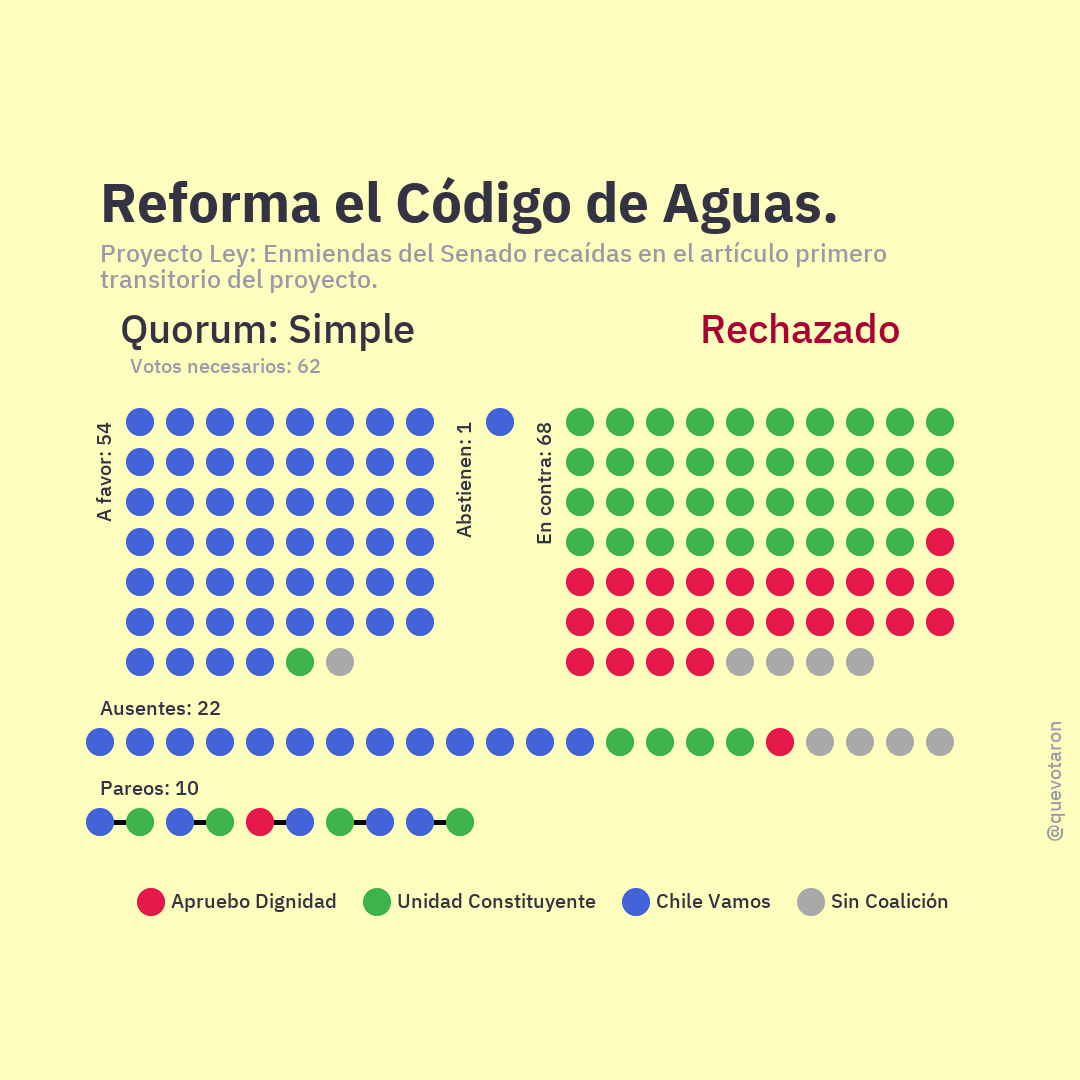 Reforma el Código de Aguas.
Proyecto Ley: Enmiendas del Senado recaídas en el artículo primero
transitorio del proyecto.
Quorum: Simple
Rechazado
Votos necesarios: 62
A favor: 54
Abstienen: 1
En contra: 68
Ausentes: 22
Pareos: 10
@quevotaron
Apruebo Dignidad
Unidad Constituyente
Chile Vamos
Sin Coalición